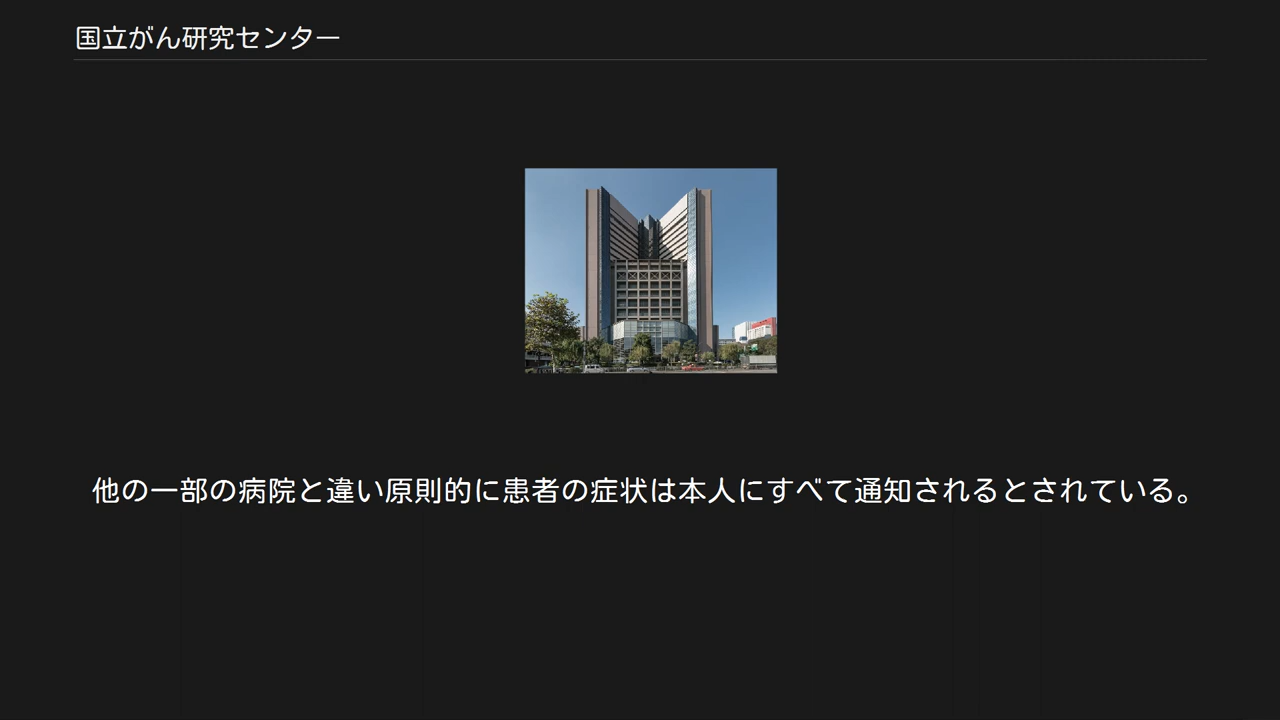 国立がん研究センター
他の一部の病院と違い原則的に患者の症状は本人にすべて通知されるとされている。